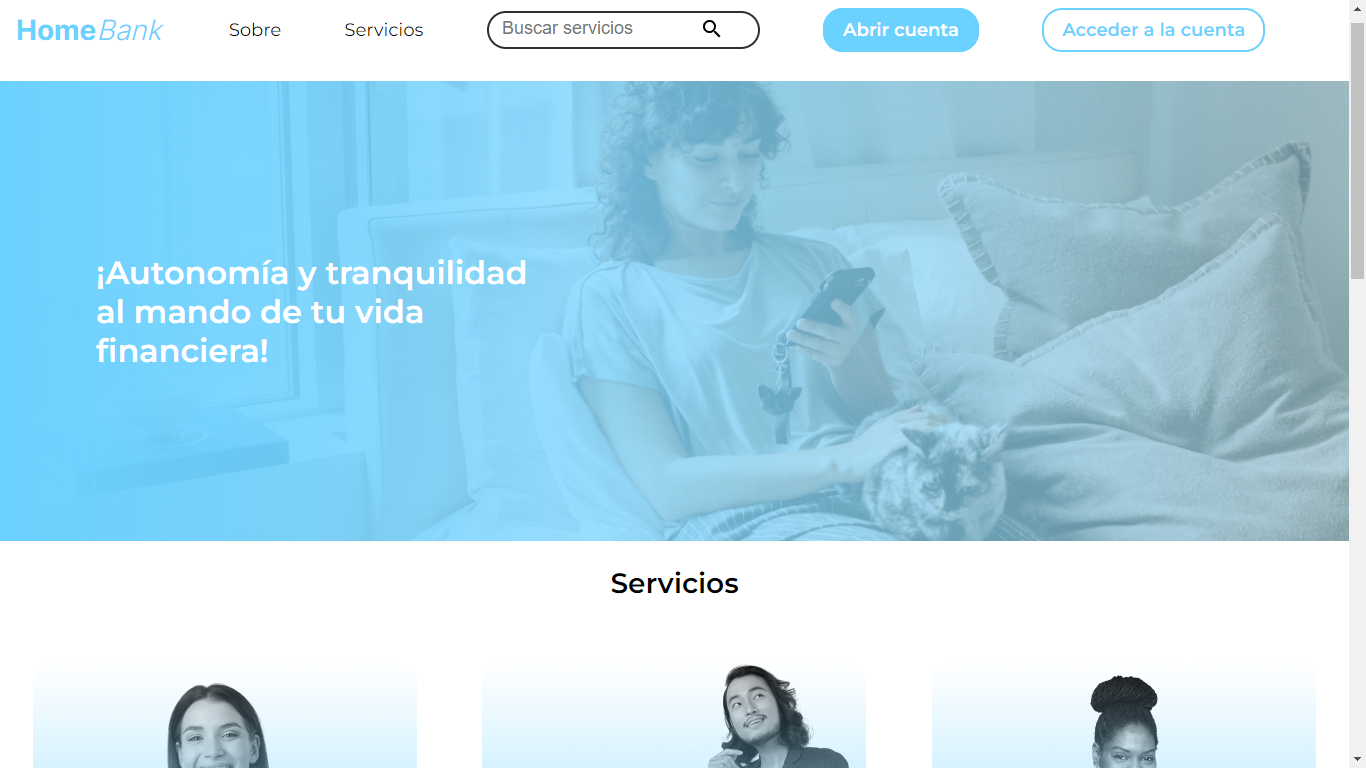 HomeBank
Sobre
Servicios
Buscar servicios
Abrir cuenta
Acceder a la cuenta
¡Autonomía y tranquilidad
al mando de tu vida
financiera!
Servicios